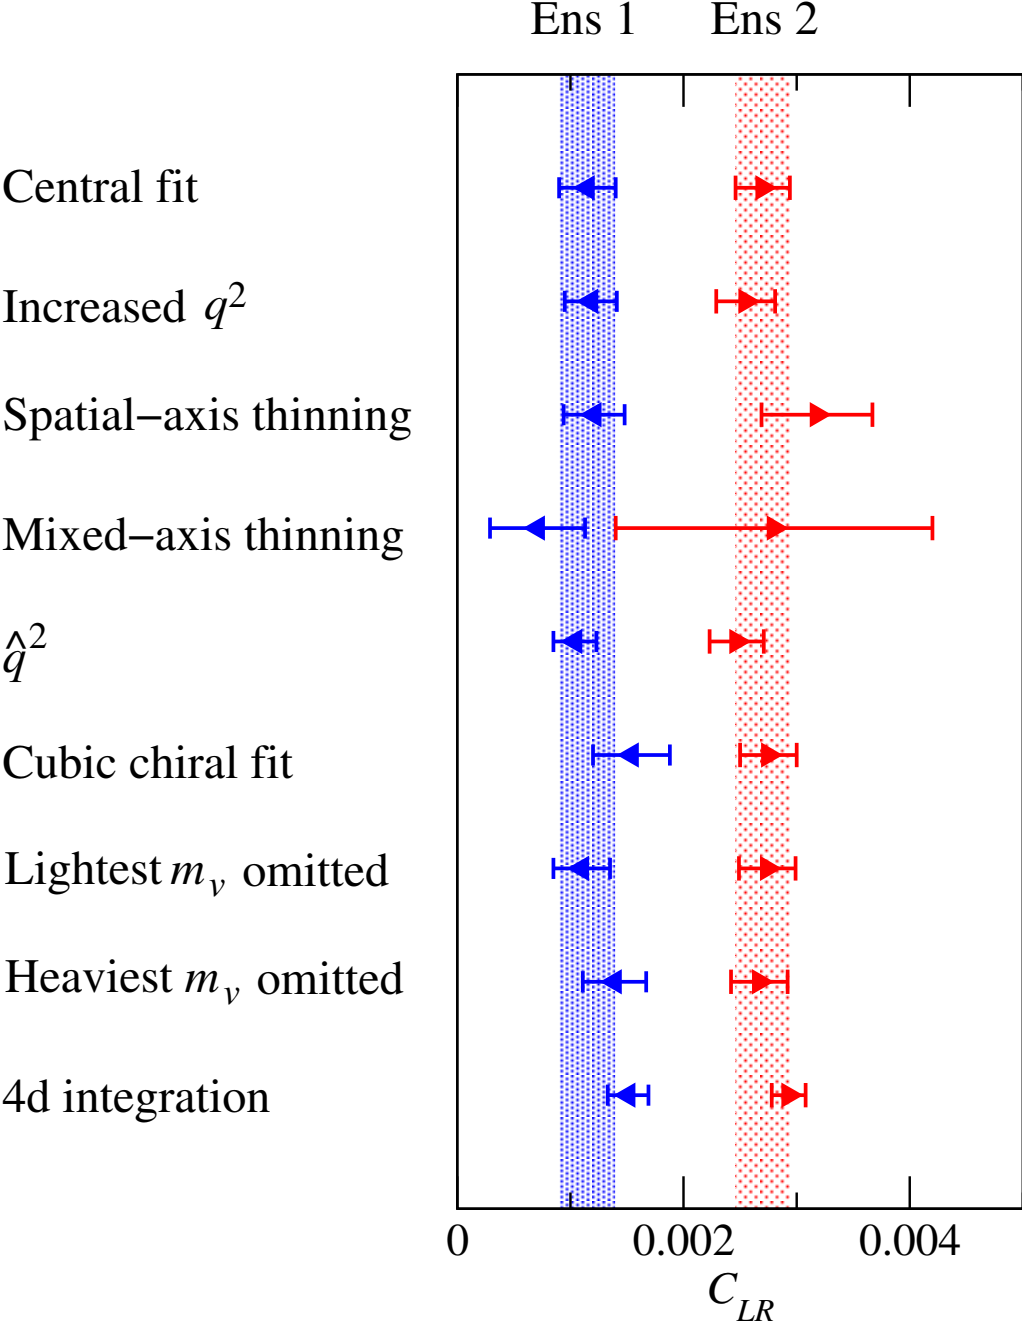 Ens 1 Ens 2
Central fit
Increased q²
Spatial−axis thinning
Mixed−axis thinning
q̂²
Cubic chiral fit
Lightest mᵥ omitted
Heaviest mᵥ omitted
4d integration
0 0.002 0.004
C_LR